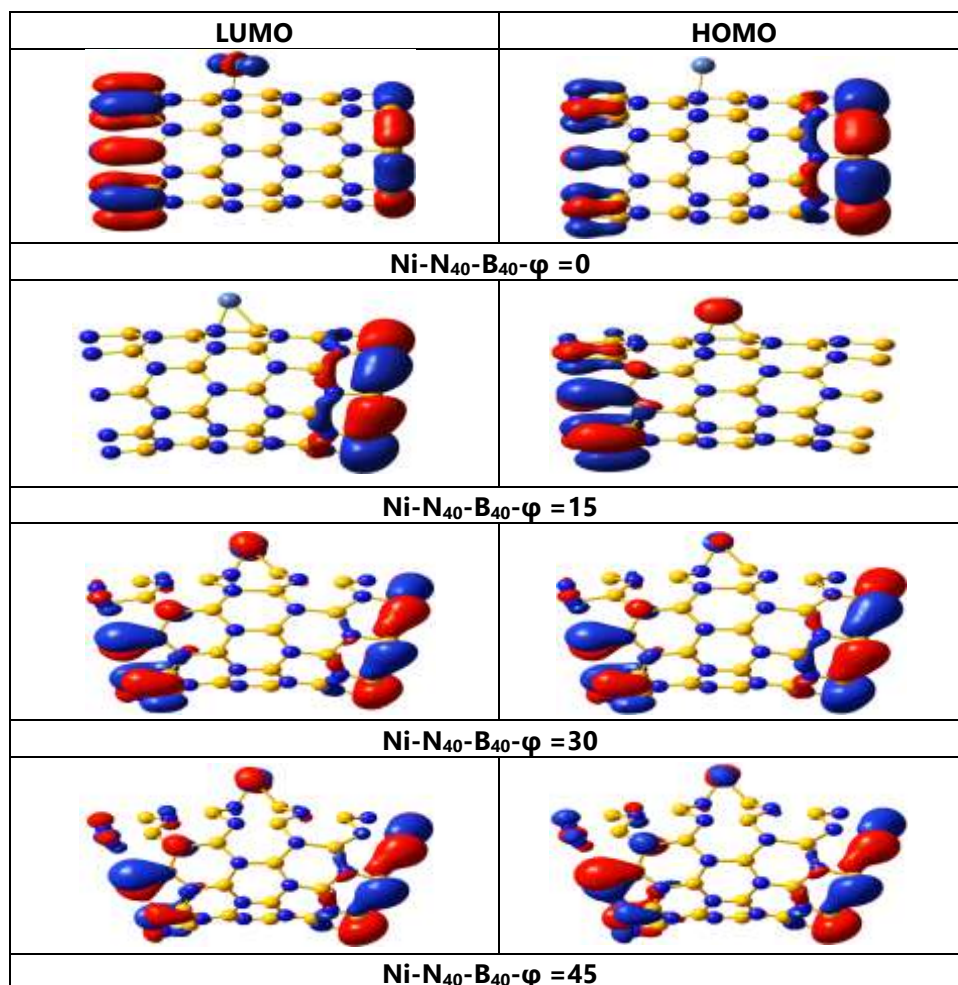 LUMO HOMO
Ni-N₄₀-B₄₀-φ =0
Ni-N₄₀-B₄₀-φ =15
Ni-N₄₀-B₄₀-φ =30
Ni-N₄₀-B₄₀-φ =45